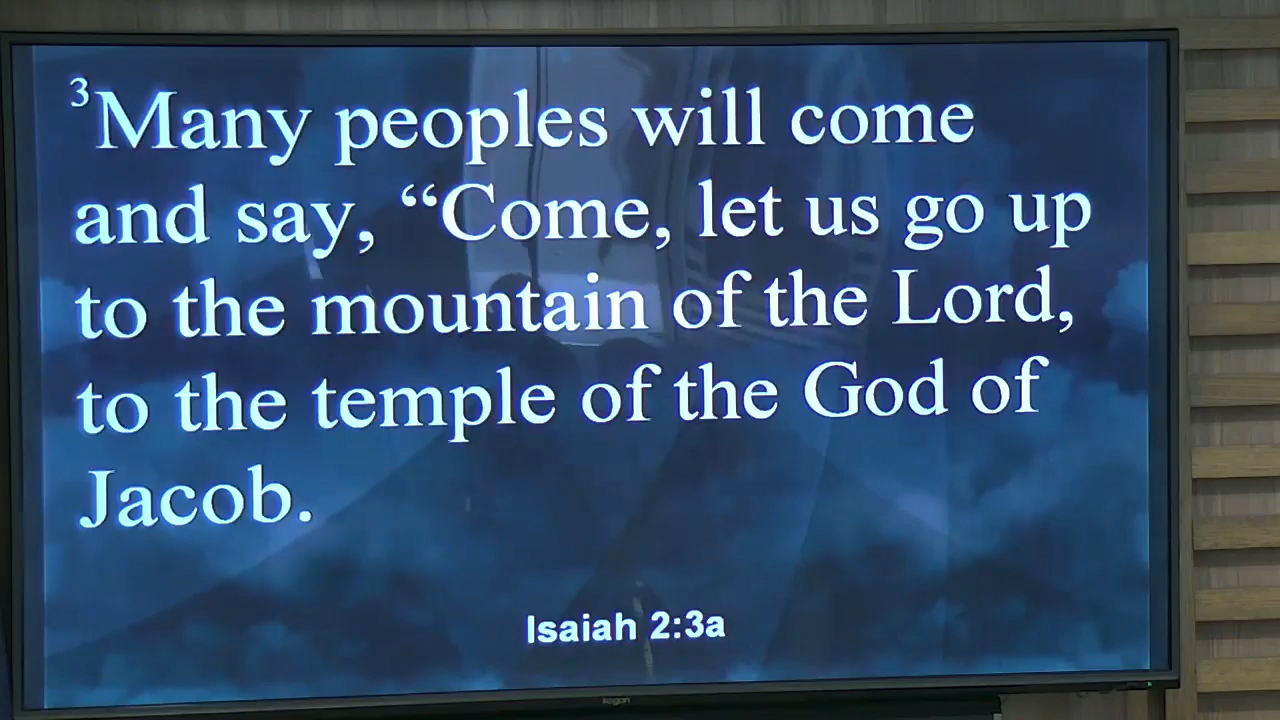 ³Many peoples will come
and say, “Come, let us go up
to the mountain of the Lord,
to the temple of the God of
Jacob.
Isaiah 2:3a